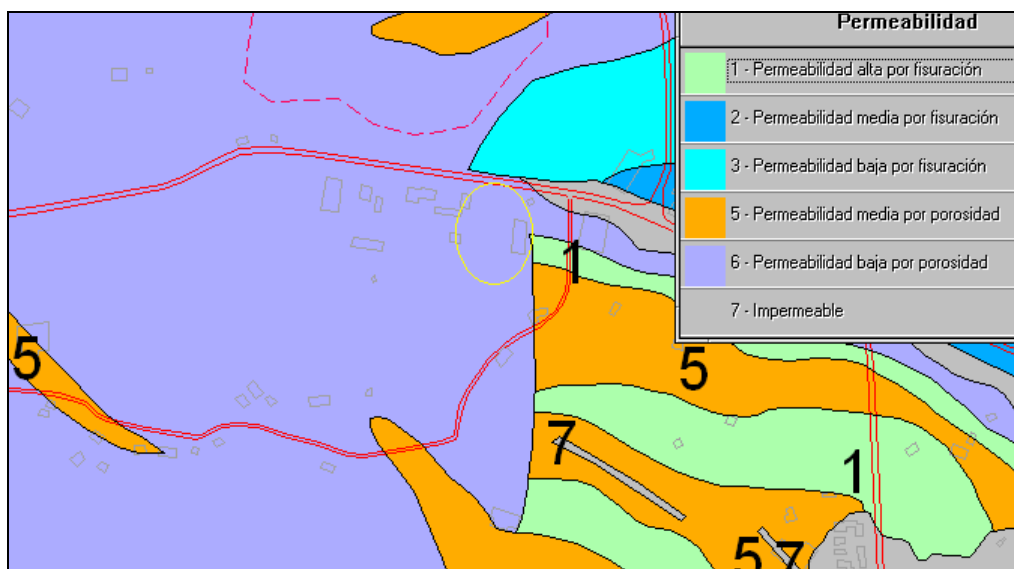 Permeabilidad
1 - Permeabilidad alta por fisuración
2 - Permeabilidad media por fisuración
3 - Permeabilidad baja por fisuración
5 - Permeabilidad media por porosidad
6 - Permeabilidad baja por porosidad
7 - Impermeable
1
5
5
7
1
5
7